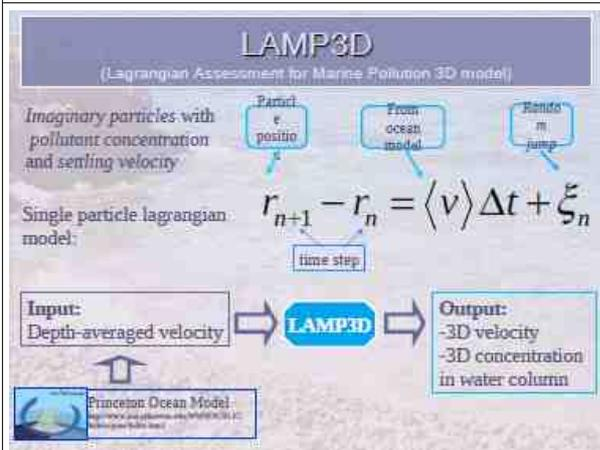 LAMP3D
(Lagrangian Assessment for Marine Pollution 3D model)
Imaginary particles with
pollutant concentration
and settling velocity
Particl
e
positio
From
ocean
model
Rando
m
jump
Single particle lagrangian
model:
r_{n+1} − r_n = ⟨v⟩ Δt + ξ_n
time step
Input:
Depth-averaged velocity
LAMP3D
Output:
-3D velocity
-3D concentration
in water column
Princeton Ocean Model